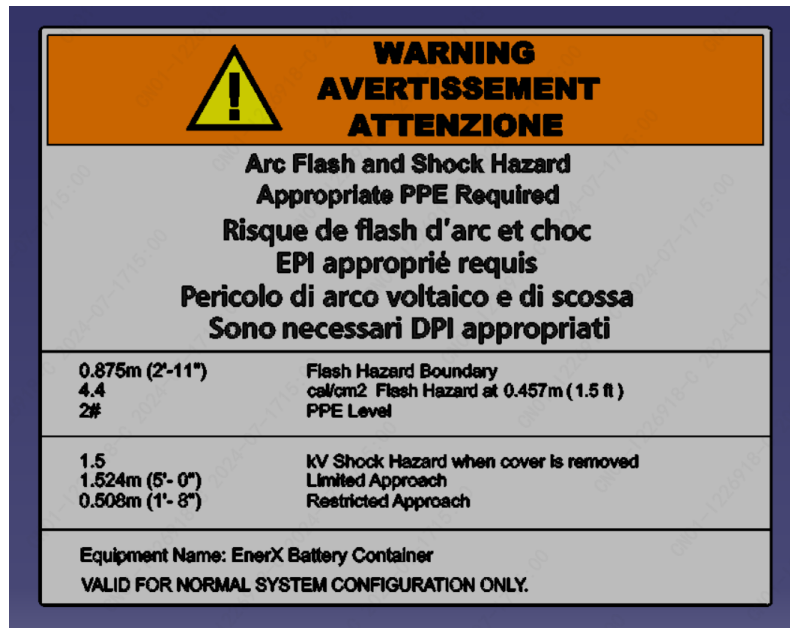 WARNING
AVERTISSEMENT
ATTENZIONE
Arc Flash and Shock Hazard
Appropriate PPE Required
Risque de flash d'arc et choc
EPI approprié requis
Pericolo di arco voltaico e di scossa
Sono necessari DPI appropriati
0.875m (2'-11") Flash Hazard Boundary
4.4 cal/cm2 Flash Hazard at 0.457m ( 1.5 ft )
2# PPE Level
1.5 kV Shock Hazard when cover is removed
1.524m (5'- 0") Limited Approach
0.508m (1'- 8") Restricted Approach
Equipment Name: EnerX Battery Container
VALID FOR NORMAL SYSTEM CONFIGURATION ONLY.